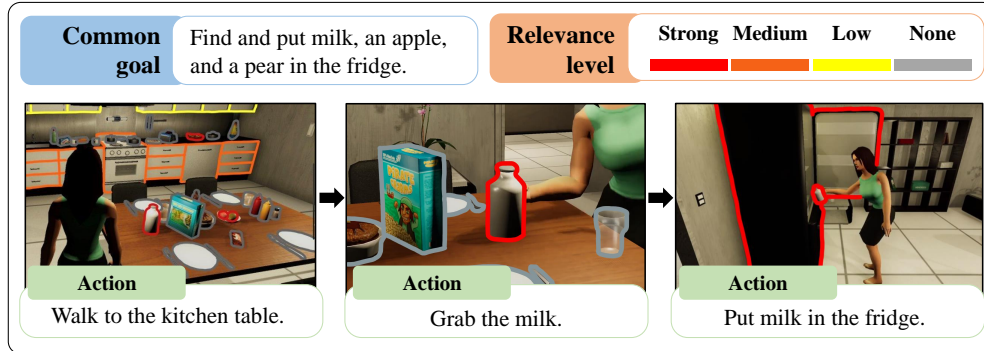 Common
goal
Find and put milk, an apple,
and a pear in the fridge.
Relevance
level
Strong Medium Low None
Action
Walk to the kitchen table.
Action
Grab the milk.
Action
Put milk in the fridge.